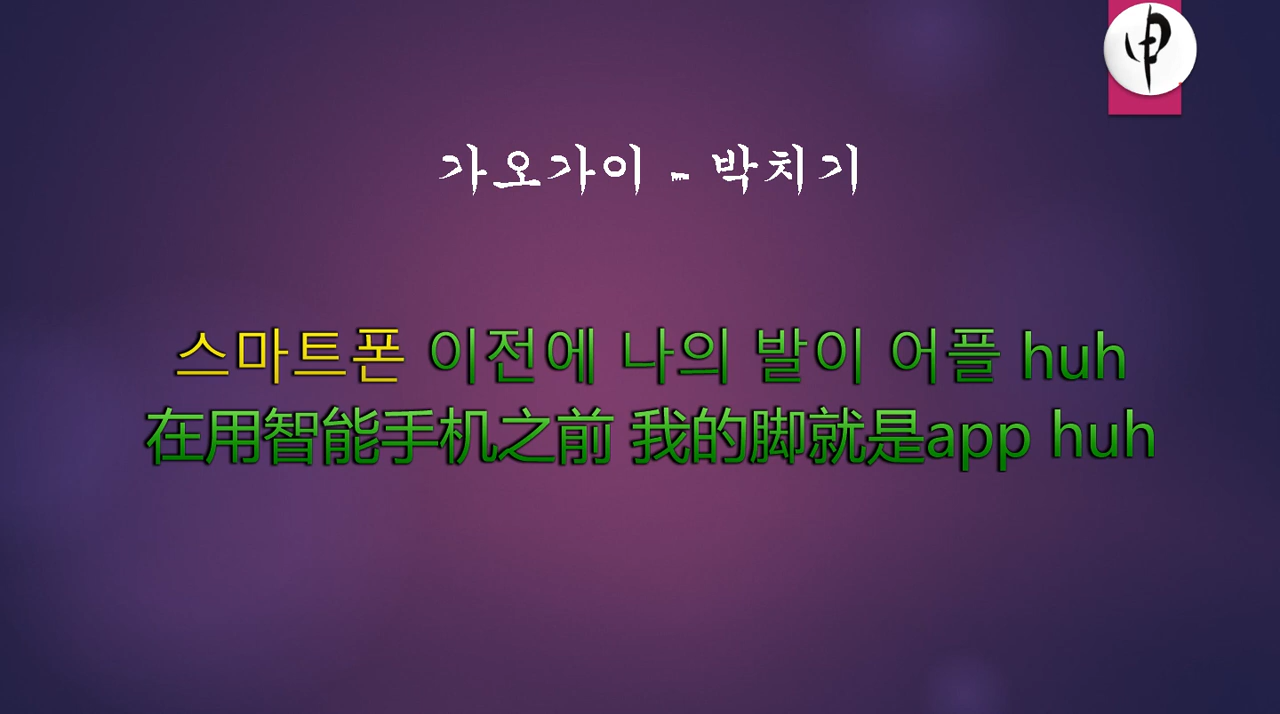 가오가이 - 박치기
스마트폰 이전에 나의 발이 어플 huh
在用智能手机之前 我的脚就是app huh